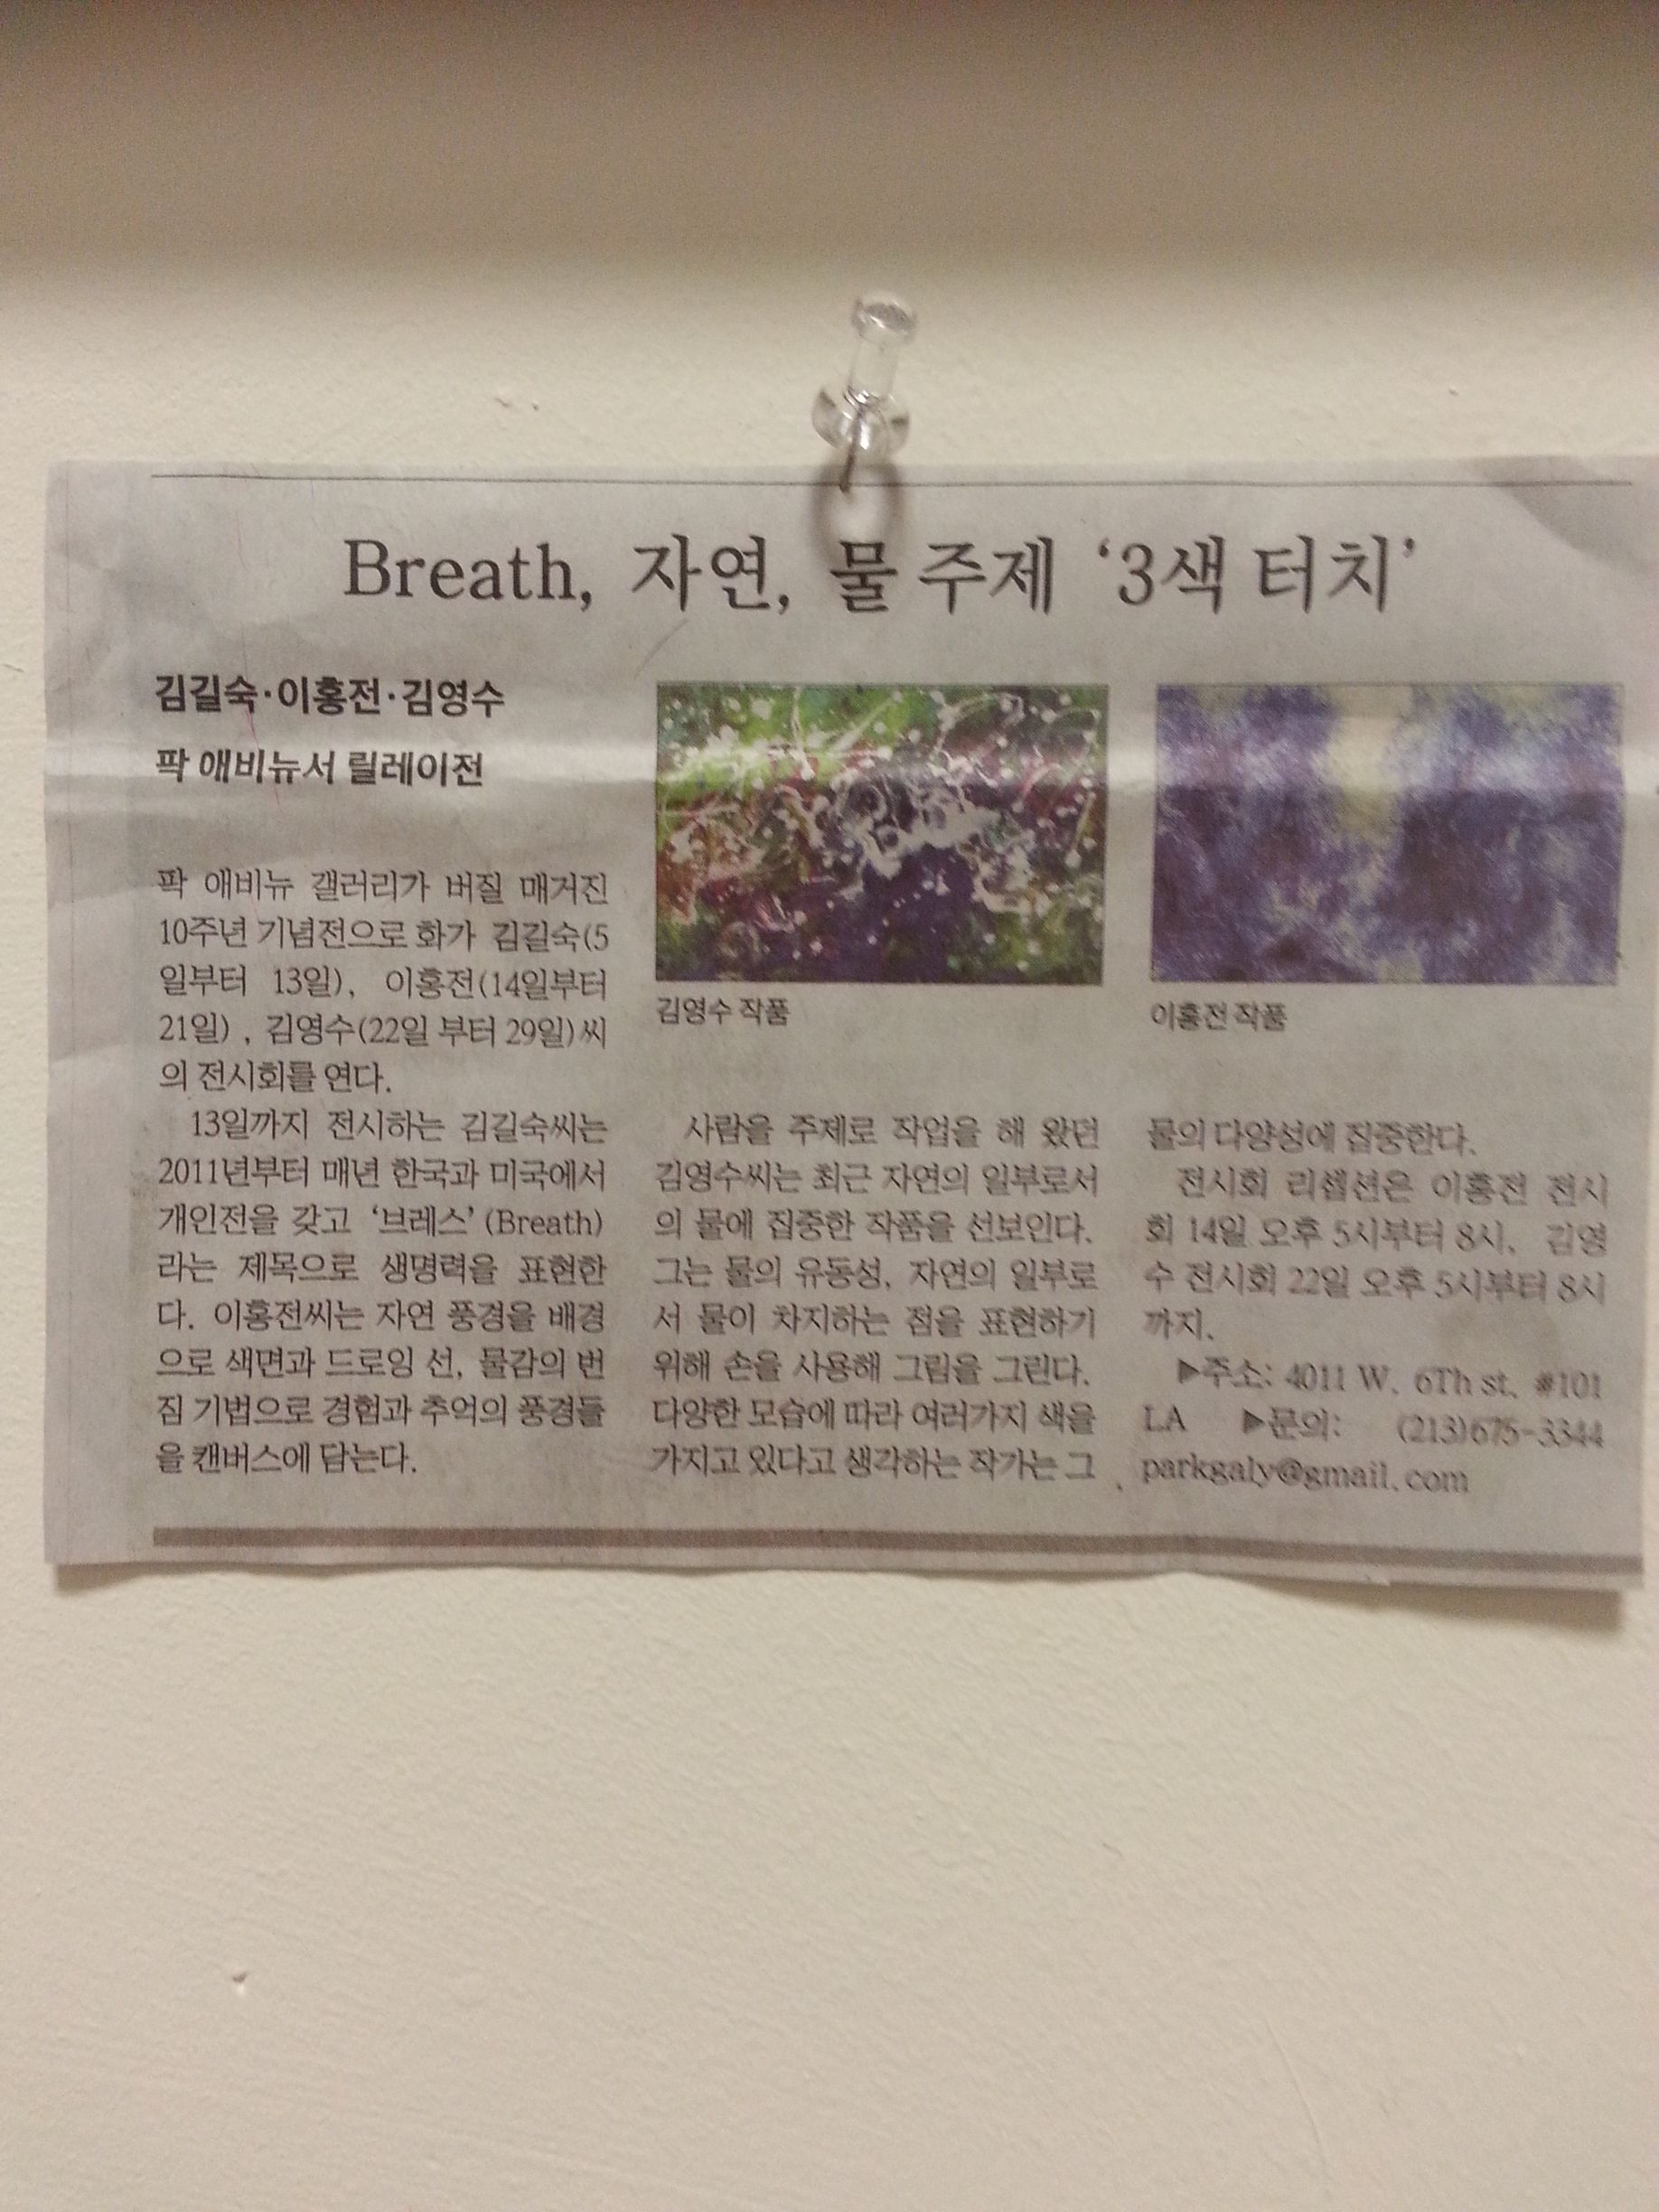 Breath, 자연, 물 주제 ‘3색 터치’
김길숙·이홍전·김영수
팍 애비뉴서 릴레이전
팍 애비뉴 갤러리가 버질 매거진
10주년 기념전으로 화가 김길숙(5
일부터 13일), 이홍전(14일부터
21일) , 김영수(22일 부터 29일)씨
의 전시회를 연다.
13일까지 전시하는 김길숙씨는
2011년부터 매년 한국과 미국에서
개인전을 갖고 ‘브레스’(Breath)
라는 제목으로 생명력을 표현한
다. 이홍전씨는 자연 풍경을 배경
으로 색면과 드로잉 선, 물감의 번
짐 기법으로 경험과 추억의 풍경들
을 캔버스에 담는다.
김영수 작품
사람을 주제로 작업을 해 왔던
김영수씨는 최근 자연의 일부로서
의 물에 집중한 작품을 선보인다.
그는 물의 유동성, 자연의 일부로
서 물이 차지하는 점을 표현하기
위해 손을 사용해 그림을 그린다.
다양한 모습에 따라 여러가지 색을
가지고 있다고 생각하는 작가는 그
이홍전 작품
물의 다양성에 집중한다.
전시회 리셉션은 이홍전 전시
회 14일 오후 5시부터 8시, 김영
수 전시회 22일 오후 5시부터 8시
까지.
▶주소: 4011 W. 6Th st. #101
LA ▶문의: (213)675-3344
parkgaly@gmail.com